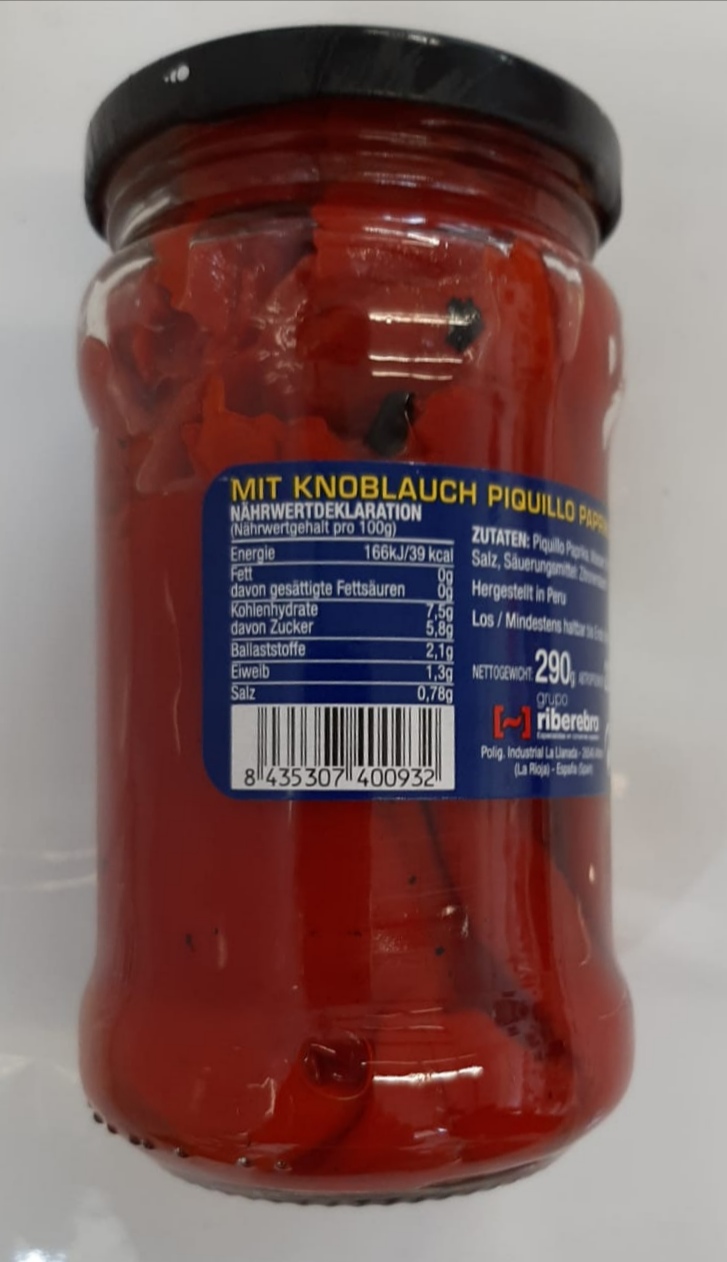 MIT KNOBLAUCH PIQUILLO
NÄHRWERTDEKLARATION
(Nährwertgehalt pro 100g)
Energie 166kJ/39 kcal
Fett 0g
davon gesättigte Fettsäuren 0g
Kohlenhydrate 7,5g
davon Zucker 5,8g
Ballaststoffe 2,1g
Eiweib 1,3g
Salz 0,78g
8 435307 400932
ZUTATEN: Piquillo Paprika,
Salz, Säuerungsmittel:
Hergestellt in Peru
Los / Mindestens haltbar bis
NETTOGEWICHT: 290g
grupo
[~] riberebro
Polig. Industrial La Llanada -
(La Rioja) - España (Spain)